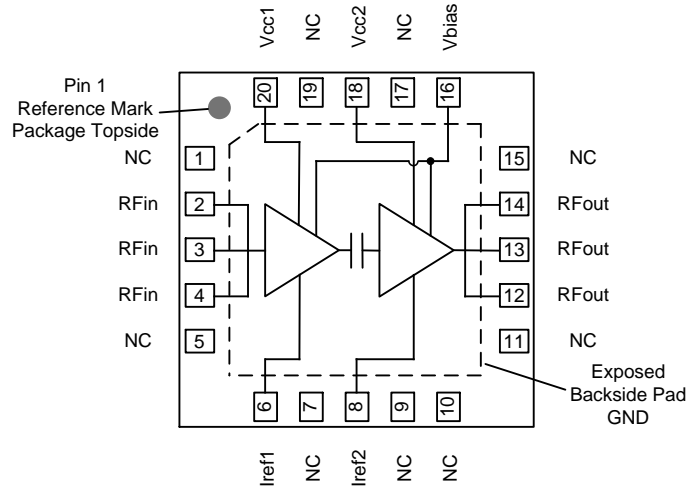 Vcc1
NC
Vcc2
NC
Vbias
20
19
18
17
16
Pin 1
Reference Mark
Package Topside
NC
1
15
NC
RFin
2
14
RFout
RFin
3
13
RFout
RFin
4
12
RFout
NC
5
11
NC
Exposed
Backside Pad
GND
6
7
8
9
10
Iref1
NC
Iref2
NC
NC